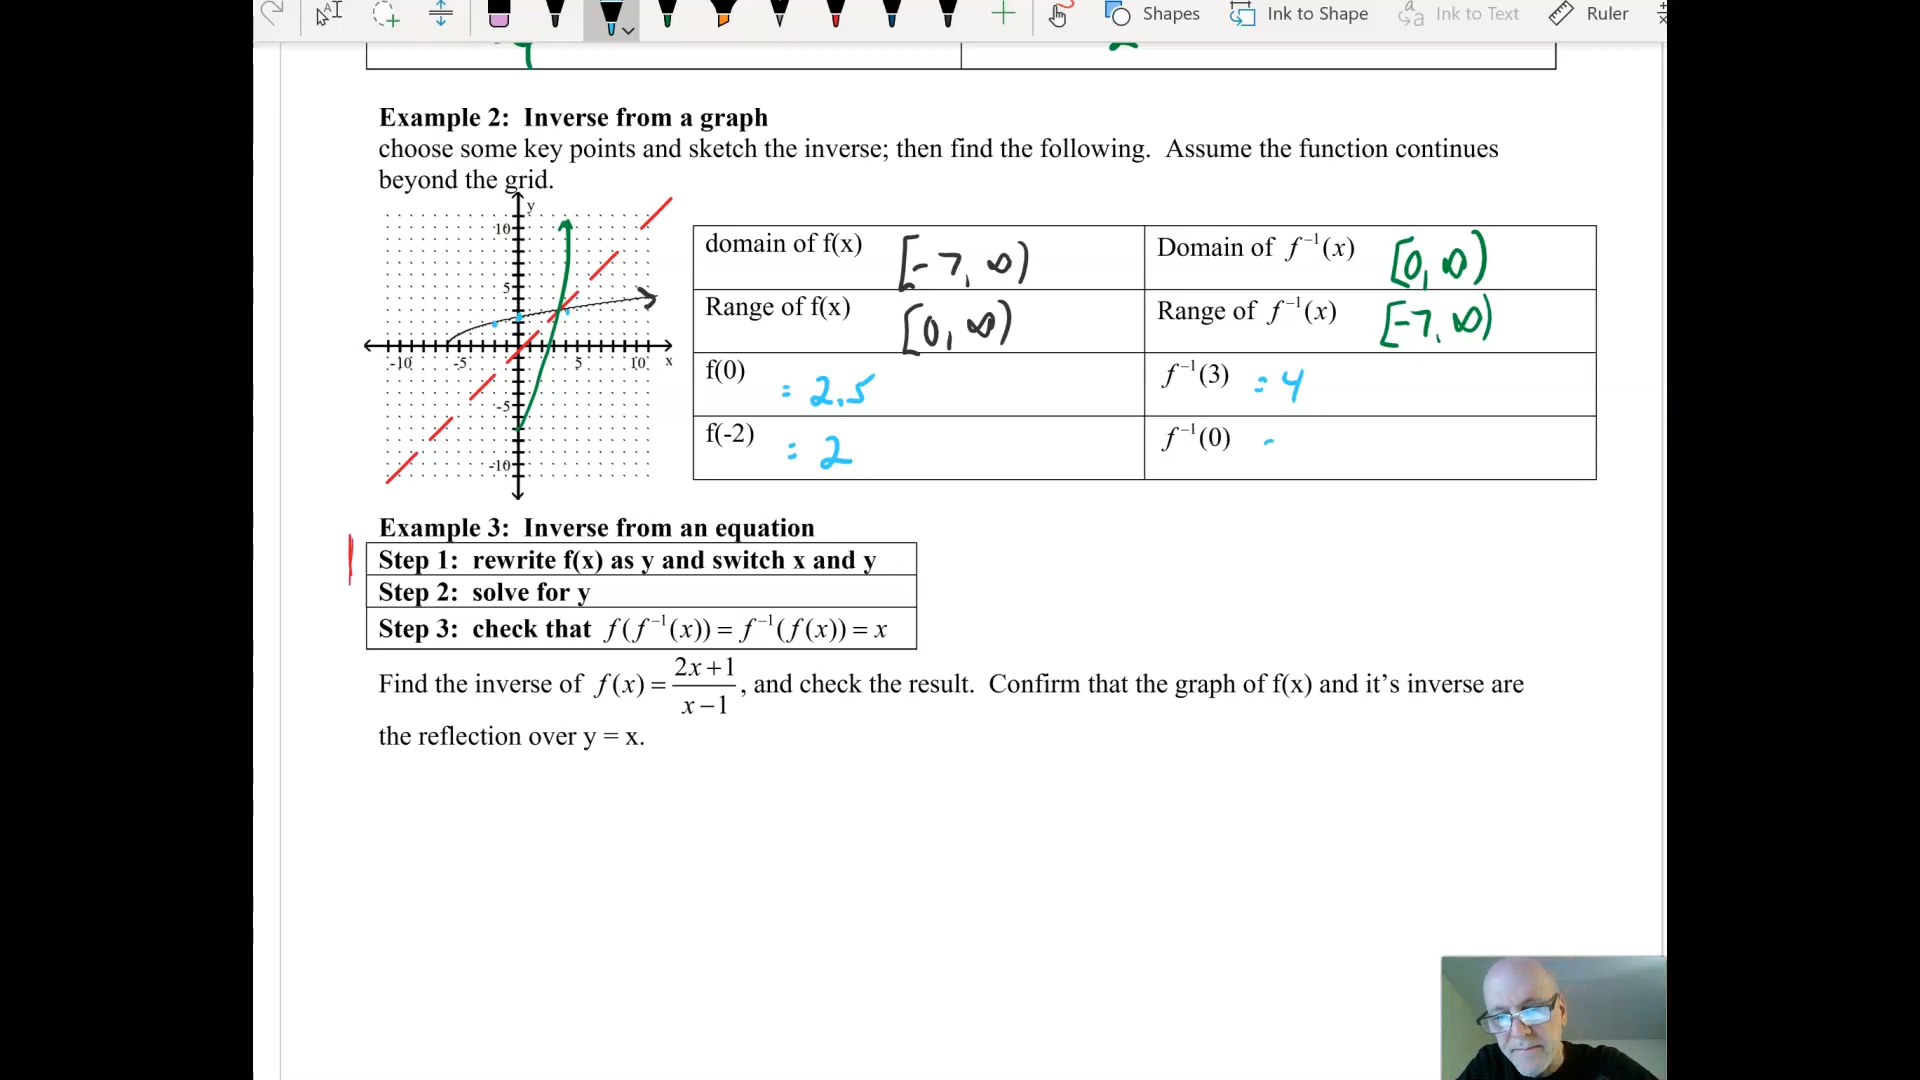 Shapes Ink to Shape Ink to Text Ruler
Example 2: Inverse from a graph
choose some key points and sketch the inverse; then find the following. Assume the function continues
beyond the grid.
y
10
5
-10 -5 5 10 x
-5
-10
domain of f(x) [-7, ∞) Domain of f⁻¹(x) [0, ∞)
Range of f(x) [0, ∞) Range of f⁻¹(x) [-7, ∞)
f(0) = 2.5 f⁻¹(3) = 4
f(-2) = 2 f⁻¹(0) -
Example 3: Inverse from an equation
Step 1: rewrite f(x) as y and switch x and y
Step 2: solve for y
Step 3: check that f(f⁻¹(x)) = f⁻¹(f(x)) = x
Find the inverse of f(x) = (2x+1)/(x−1), and check the result. Confirm that the graph of f(x) and it’s inverse are
the reflection over y = x.